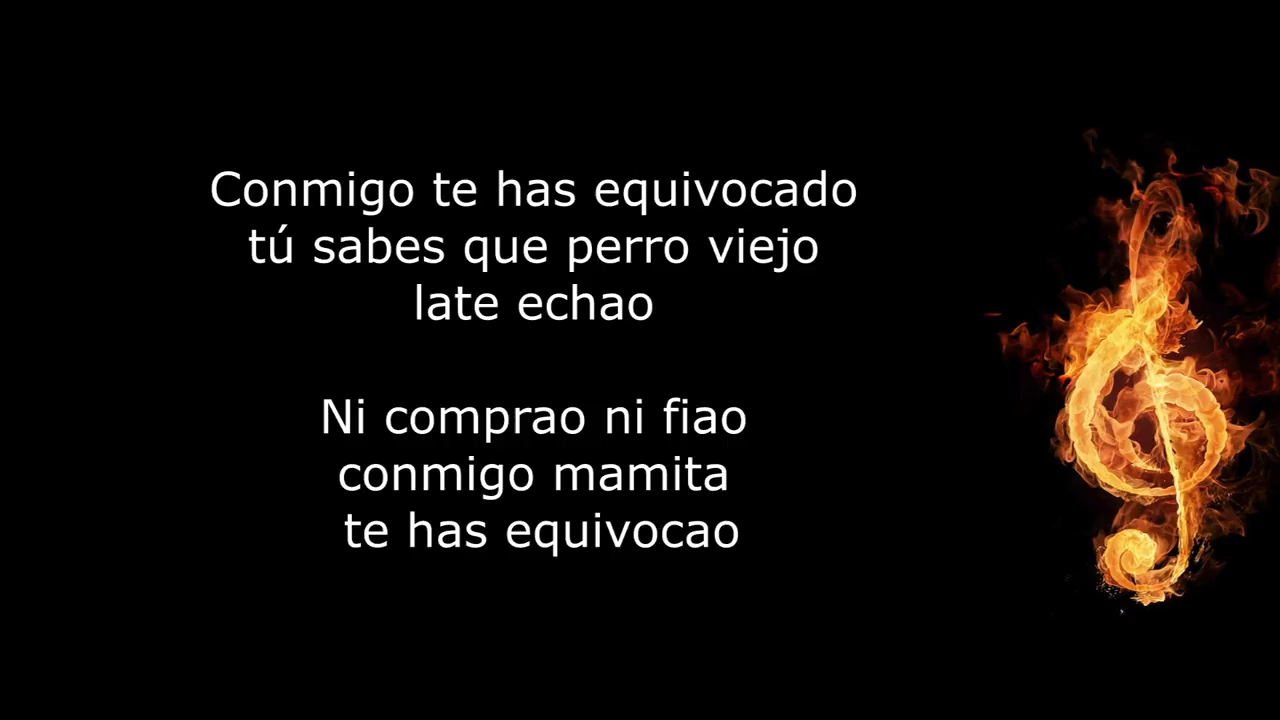 Conmigo te has equivocado
tú sabes que perro viejo
late echao
Ni comprao ni fiao
conmigo mamita
te has equivocao